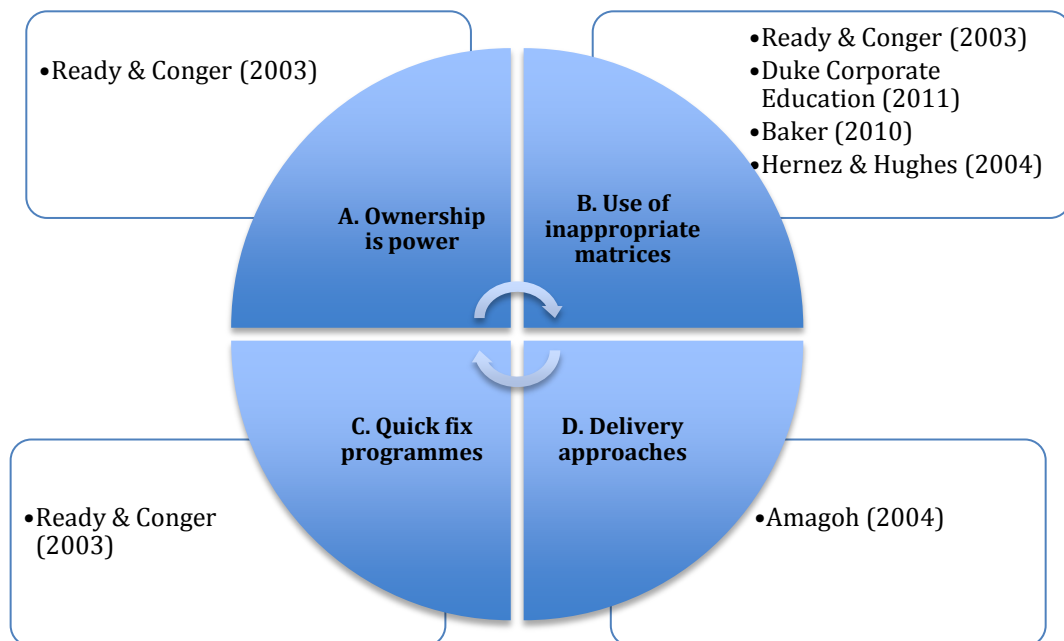 •Ready & Conger (2003)
•Ready & Conger (2003)
•Duke Corporate
Education (2011)
•Baker (2010)
•Hernez & Hughes (2004)
A. Ownership
is power
B. Use of
inappropriate
matrices
C. Quick fix
programmes
D. Delivery
approaches
•Ready & Conger
(2003)
•Amagoh (2004)